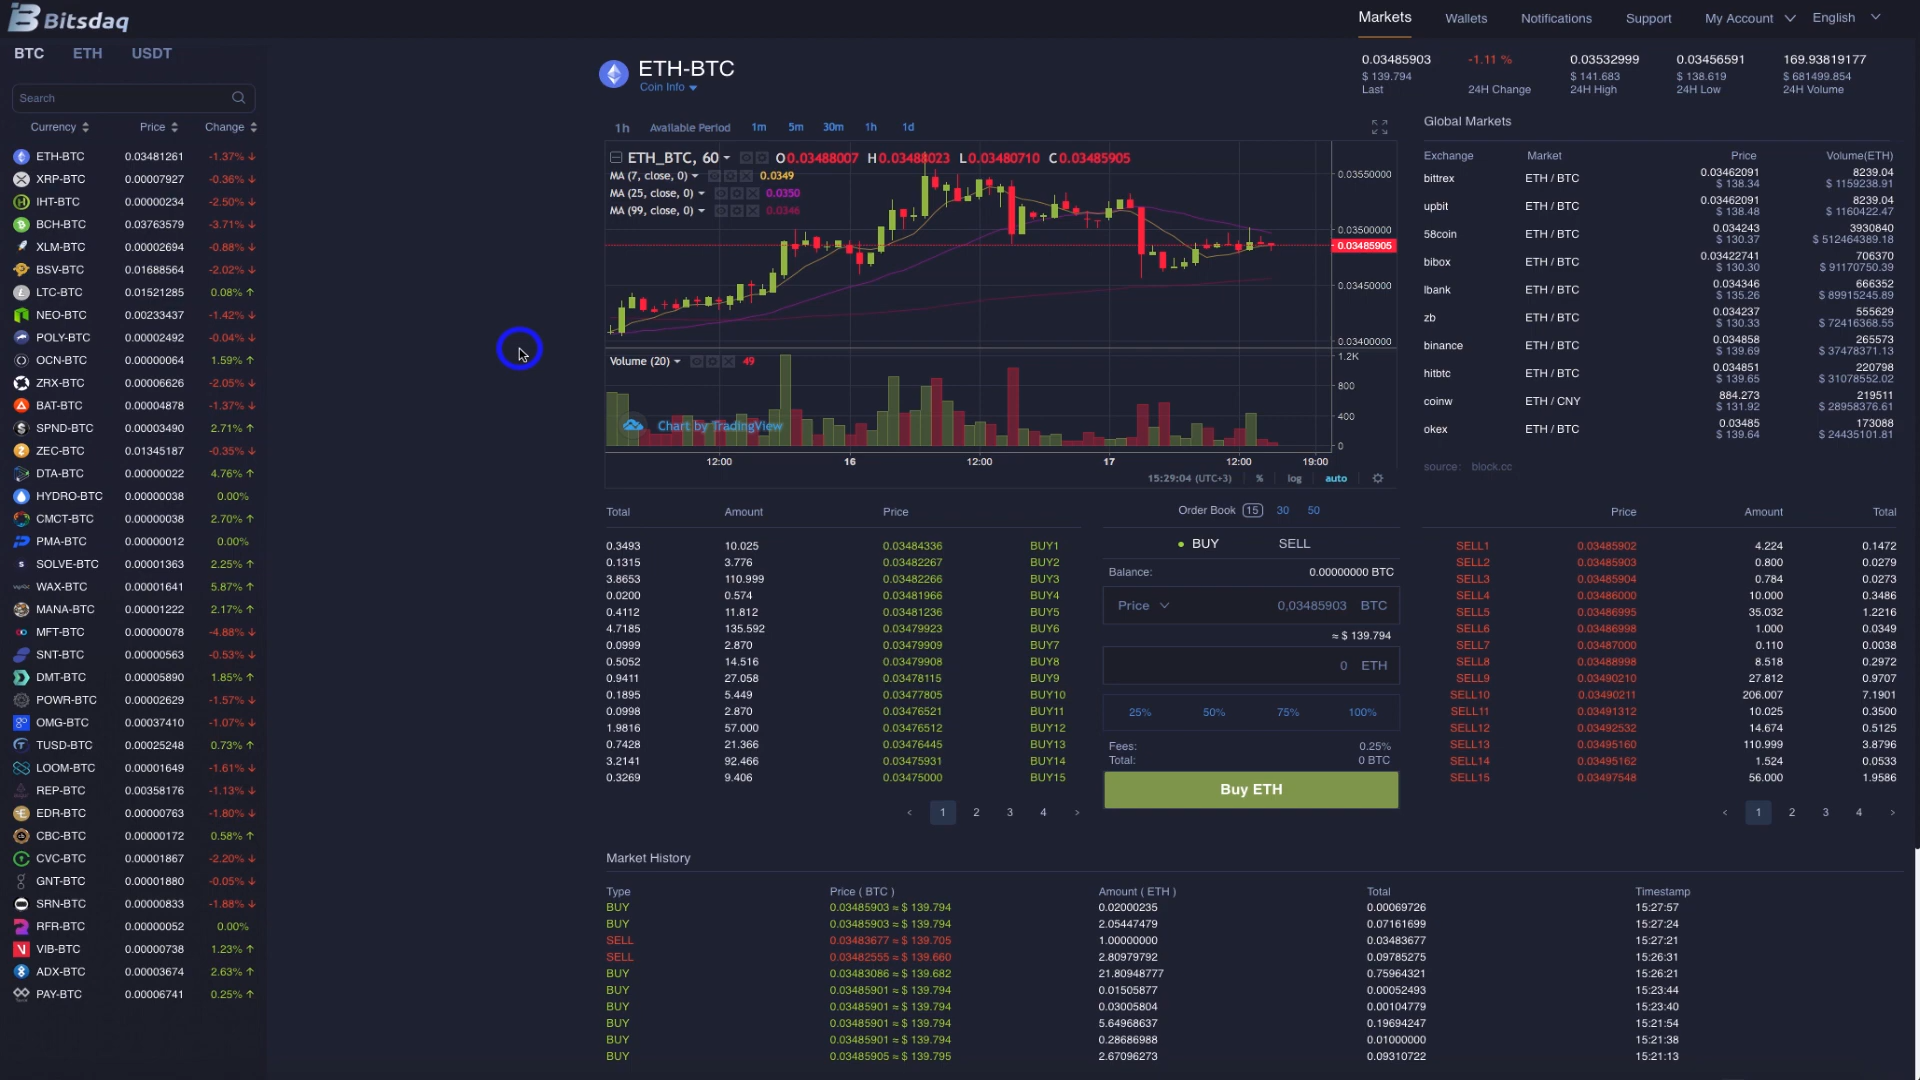 Bitsdaq
Markets Wallets Notifications Support My Account English
BTC ETH USDT
Search
Currency Price Change
ETH-BTC 0.03481261 -1.37% ↓
XRP-BTC 0.00007927 -0.36% ↓
IHT-BTC 0.00000234 -2.50% ↓
BCH-BTC 0.03763579 -3.71% ↓
XLM-BTC 0.00002694 -0.88% ↓
BSV-BTC 0.01688564 -2.02% ↓
LTC-BTC 0.01521285 0.08% ↑
NEO-BTC 0.00233437 -1.42% ↓
POLY-BTC 0.00002492 -0.04% ↓
OCN-BTC 0.00000064 1.59% ↑
ZRX-BTC 0.00006626 -2.05% ↓
BAT-BTC 0.00004878 -1.37% ↓
SPND-BTC 0.00003490 2.71% ↑
ZEC-BTC 0.01345187 -0.35% ↓
DTA-BTC 0.00000022 4.76% ↑
HYDRO-BTC 0.00000038 0.00%
CMCT-BTC 0.00000038 2.70% ↑
PMA-BTC 0.00000012 0.00%
SOLVE-BTC 0.00001363 2.25% ↑
WAX-BTC 0.00001641 5.87% ↑
MANA-BTC 0.00001222 2.17% ↑
MFT-BTC 0.00000078 -4.88% ↓
SNT-BTC 0.00000563 -0.53% ↓
DMT-BTC 0.00005890 1.85% ↑
POWR-BTC 0.00002629 -1.57% ↓
OMG-BTC 0.00037410 -1.07% ↓
TUSD-BTC 0.00025248 0.73% ↑
LOOM-BTC 0.00001649 -1.61% ↓
REP-BTC 0.00358176 -1.13% ↓
EDR-BTC 0.00000763 -1.80% ↓
CBC-BTC 0.00000172 0.58% ↑
CVC-BTC 0.00001867 -2.20% ↓
GNT-BTC 0.00001880 -0.05% ↓
SRN-BTC 0.00000833 -1.88% ↓
RFR-BTC 0.00000052 0.00%
VIB-BTC 0.00000738 1.23% ↑
ADX-BTC 0.00003674 2.63% ↑
PAY-BTC 0.00006741 0.25% ↑
ETH-BTC
Coin Info
0.03485903 -1.11 % 0.03532999 0.03456591 169.93819177
$ 139.794 $ 141.683 $ 138.619 $ 681499.854
Last 24H Change 24H High 24H Low 24H Volume
1h Available Period 1m 5m 30m 1h 1d
ETH_BTC, 60 O0.03488007 H0.03488023 L0.03480710 C0.03485905
MA (7, close, 0) 0.0349
MA (25, close, 0) 0.0350
MA (99, close, 0) 0.0346
0.03550000
0.03500000
0.03485905
0.03450000
0.03400000
Volume (20) 49
1.2K
800
400
0
Chart by TradingView
12:00 16 12:00 17 12:00 19:00
15:29:04 (UTC+3) % log auto
Global Markets
Exchange Market Price Volume(ETH)
bittrex ETH / BTC 0.03462091 8239.04
$ 138.34 $ 1159238.91
upbit ETH / BTC 0.03462091 8239.04
$ 138.48 $ 1160422.47
58coin ETH / BTC 0.034243 3930840
$ 130.37 $ 512464389.18
bibox ETH / BTC 0.03422741 706370
$ 130.30 $ 91170750.39
lbank ETH / BTC 0.034346 666352
$ 135.26 $ 89915245.89
zb ETH / BTC 0.034237 555629
$ 130.33 $ 72416368.55
binance ETH / BTC 0.034858 265573
$ 139.69 $ 37478371.13
hitbtc ETH / BTC 0.034851 220798
$ 139.65 $ 31078552.02
coinw ETH / CNY 884.273 219511
$ 131.92 $ 28958376.61
okex ETH / BTC 0.03485 173088
$ 139.64 $ 24435101.81
source: block.cc
Total Amount Price
0.3493 10.025 0.03484336 BUY1
0.1315 3.776 0.03482267 BUY2
3.8653 110.999 0.03482266 BUY3
0.0200 0.574 0.03481966 BUY4
0.4112 11.812 0.03481236 BUY5
4.7185 135.592 0.03479923 BUY6
0.0999 2.870 0.03479909 BUY7
0.5052 14.516 0.03479908 BUY8
0.9411 27.058 0.03478115 BUY9
0.1895 5.449 0.03477805 BUY10
0.0998 2.870 0.03476521 BUY11
1.9816 57.000 0.03476512 BUY12
0.7428 21.366 0.03476445 BUY13
3.2141 92.466 0.03475931 BUY14
0.3269 9.406 0.03475000 BUY15
< 1 2 3 4 >
Order Book 15 30 50
BUY SELL
Balance: 0.00000000 BTC
Price 0,03485903 BTC
≈ $ 139.794
0 ETH
25% 50% 75% 100%
Fees: 0.25%
Total: 0 BTC
Buy ETH
Price Amount Total
SELL1 0.03485902 4.224 0.1472
SELL2 0.03485903 0.800 0.0279
SELL3 0.03485904 0.784 0.0273
SELL4 0.03486000 10.000 0.3486
SELL5 0.03486995 35.032 1.2216
SELL6 0.03486998 1.000 0.0349
SELL7 0.03487000 0.110 0.0038
SELL8 0.03488998 8.518 0.2972
SELL9 0.03490210 27.812 0.9707
SELL10 0.03490211 206.007 7.1901
SELL11 0.03491312 10.025 0.3500
SELL12 0.03492532 14.674 0.5125
SELL13 0.03495160 110.999 3.8796
SELL14 0.03495162 1.524 0.0533
SELL15 0.03497548 56.000 1.9586
< 1 2 3 4 >
Market History
Type Price ( BTC ) Amount ( ETH ) Total Timestamp
BUY 0.03485903 ≈ $ 139.794 0.02000235 0.00069726 15:27:57
BUY 0.03485903 ≈ $ 139.794 2.05447479 0.07161699 15:27:24
SELL 0.03483677 ≈ $ 139.705 1.00000000 0.03483677 15:27:21
SELL 0.03482555 ≈ $ 139.660 2.80979792 0.09785275 15:26:31
BUY 0.03483086 ≈ $ 139.682 21.80948777 0.75964321 15:26:21
BUY 0.03485901 ≈ $ 139.794 0.01505877 0.00052493 15:23:44
BUY 0.03485901 ≈ $ 139.794 0.03005804 0.00104779 15:23:40
BUY 0.03485901 ≈ $ 139.794 5.64968637 0.19694247 15:21:54
BUY 0.03485901 ≈ $ 139.794 0.28686988 0.01000000 15:21:38
BUY 0.03485905 ≈ $ 139.795 2.67096273 0.09310722 15:21:13